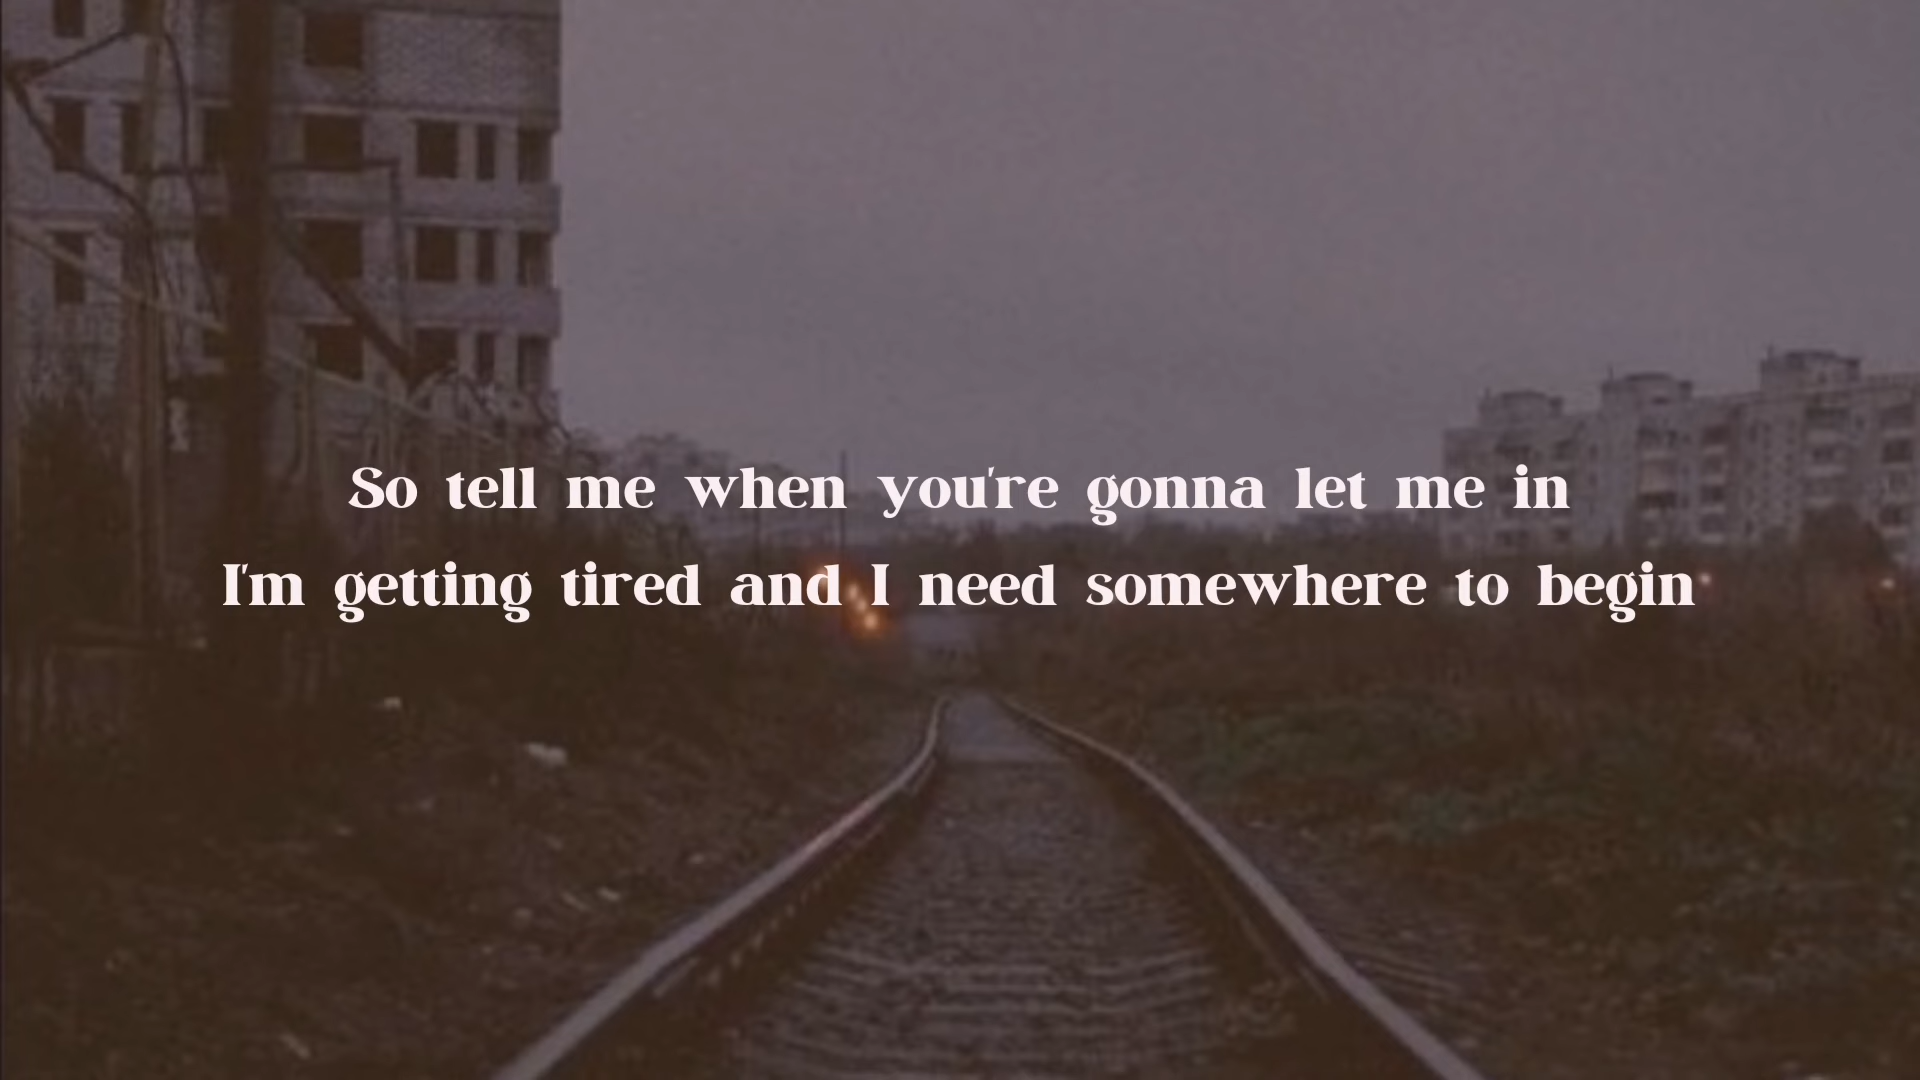 So tell me when you're gonna let me in
I'm getting tired and I need somewhere to begin